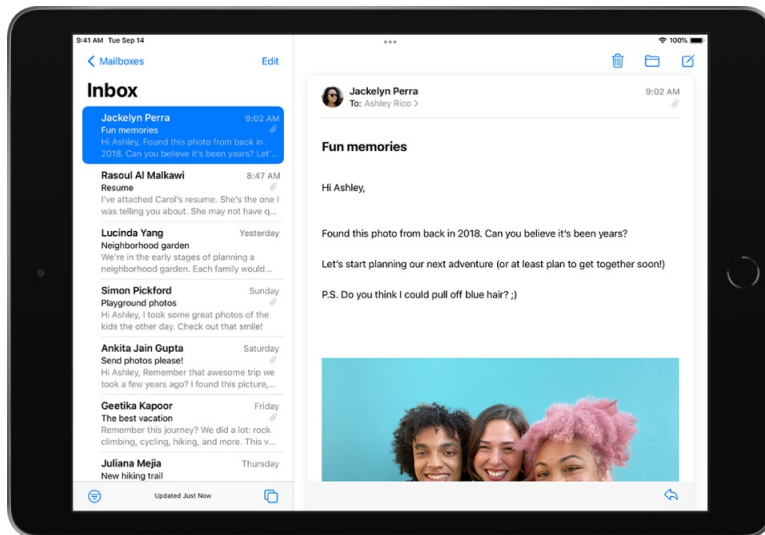 9:41 AM Tue Sep 14
100%
Mailboxes
Edit
Inbox
Jackelyn Perra
9:02 AM
Fun memories
Hi Ashley, Found this photo from back in
2018. Can you believe it's been years? Let'...
Rasoul Al Malkawi
8:47 AM
Resume
I've attached Carol's resume. She's the one I
was telling you about. She may not have q...
Lucinda Yang
Yesterday
Neighborhood garden
We're in the early stages of planning a
neighborhood garden. Each family would...
Simon Pickford
Sunday
Playground photos
Hi Ashley, I took some great photos of the
kids the other day. Check out that smile!
Ankita Jain Gupta
Saturday
Send photos please!
Hi Ashley, Remember that awesome trip we
took a few years ago? I found this picture,...
Geetika Kapoor
Friday
The best vacation
Remember this journey? We did a lot: rock
climbing, cycling, hiking, and more. This v...
Juliana Mejia
Thursday
New hiking trail
Updated Just Now
Jackelyn Perra
9:02 AM
To: Ashley Rico >
Fun memories
Hi Ashley,
Found this photo from back in 2018. Can you believe it's been years?
Let's start planning our next adventure (or at least plan to get together soon!)
P.S. Do you think I could pull off blue hair? ;)